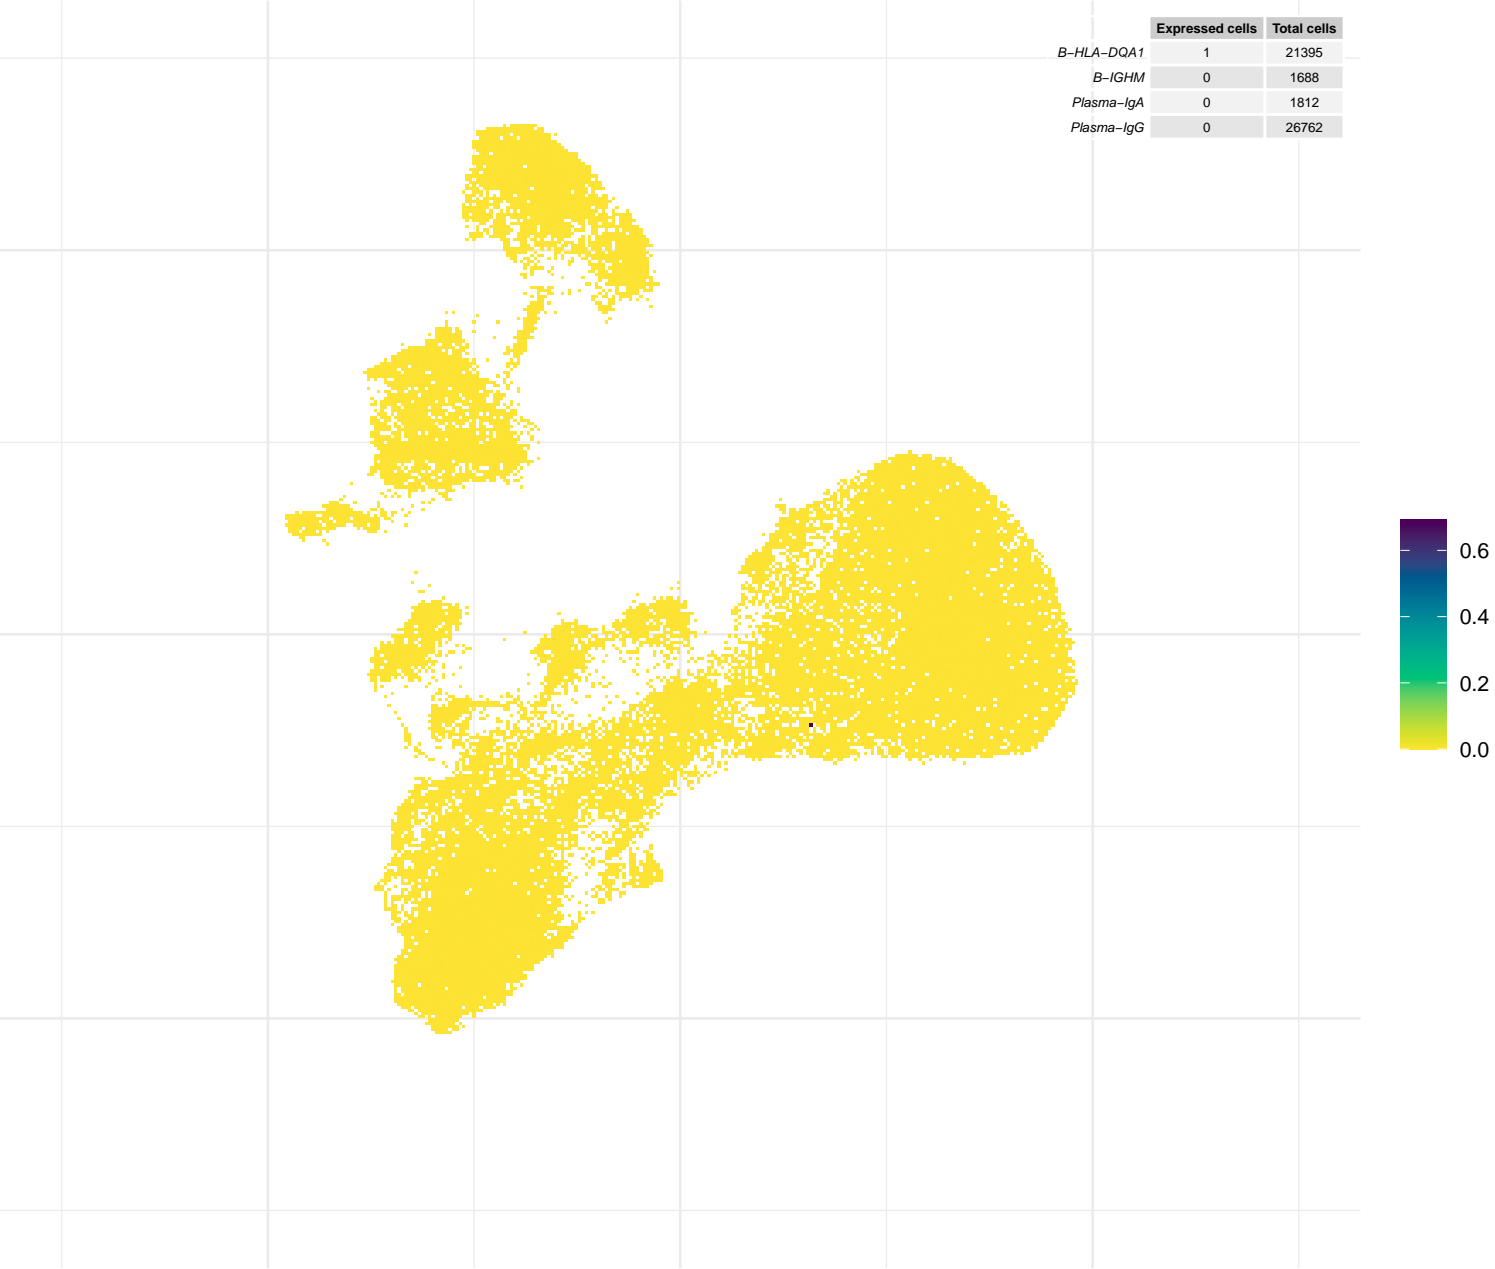 Expressed cells Total cells
B−HLA−DQA1 1 21395
B−IGHM 0 1688
Plasma−IgA 0 1812
Plasma−IgG 0 26762
0.6
0.4
0.2
0.0